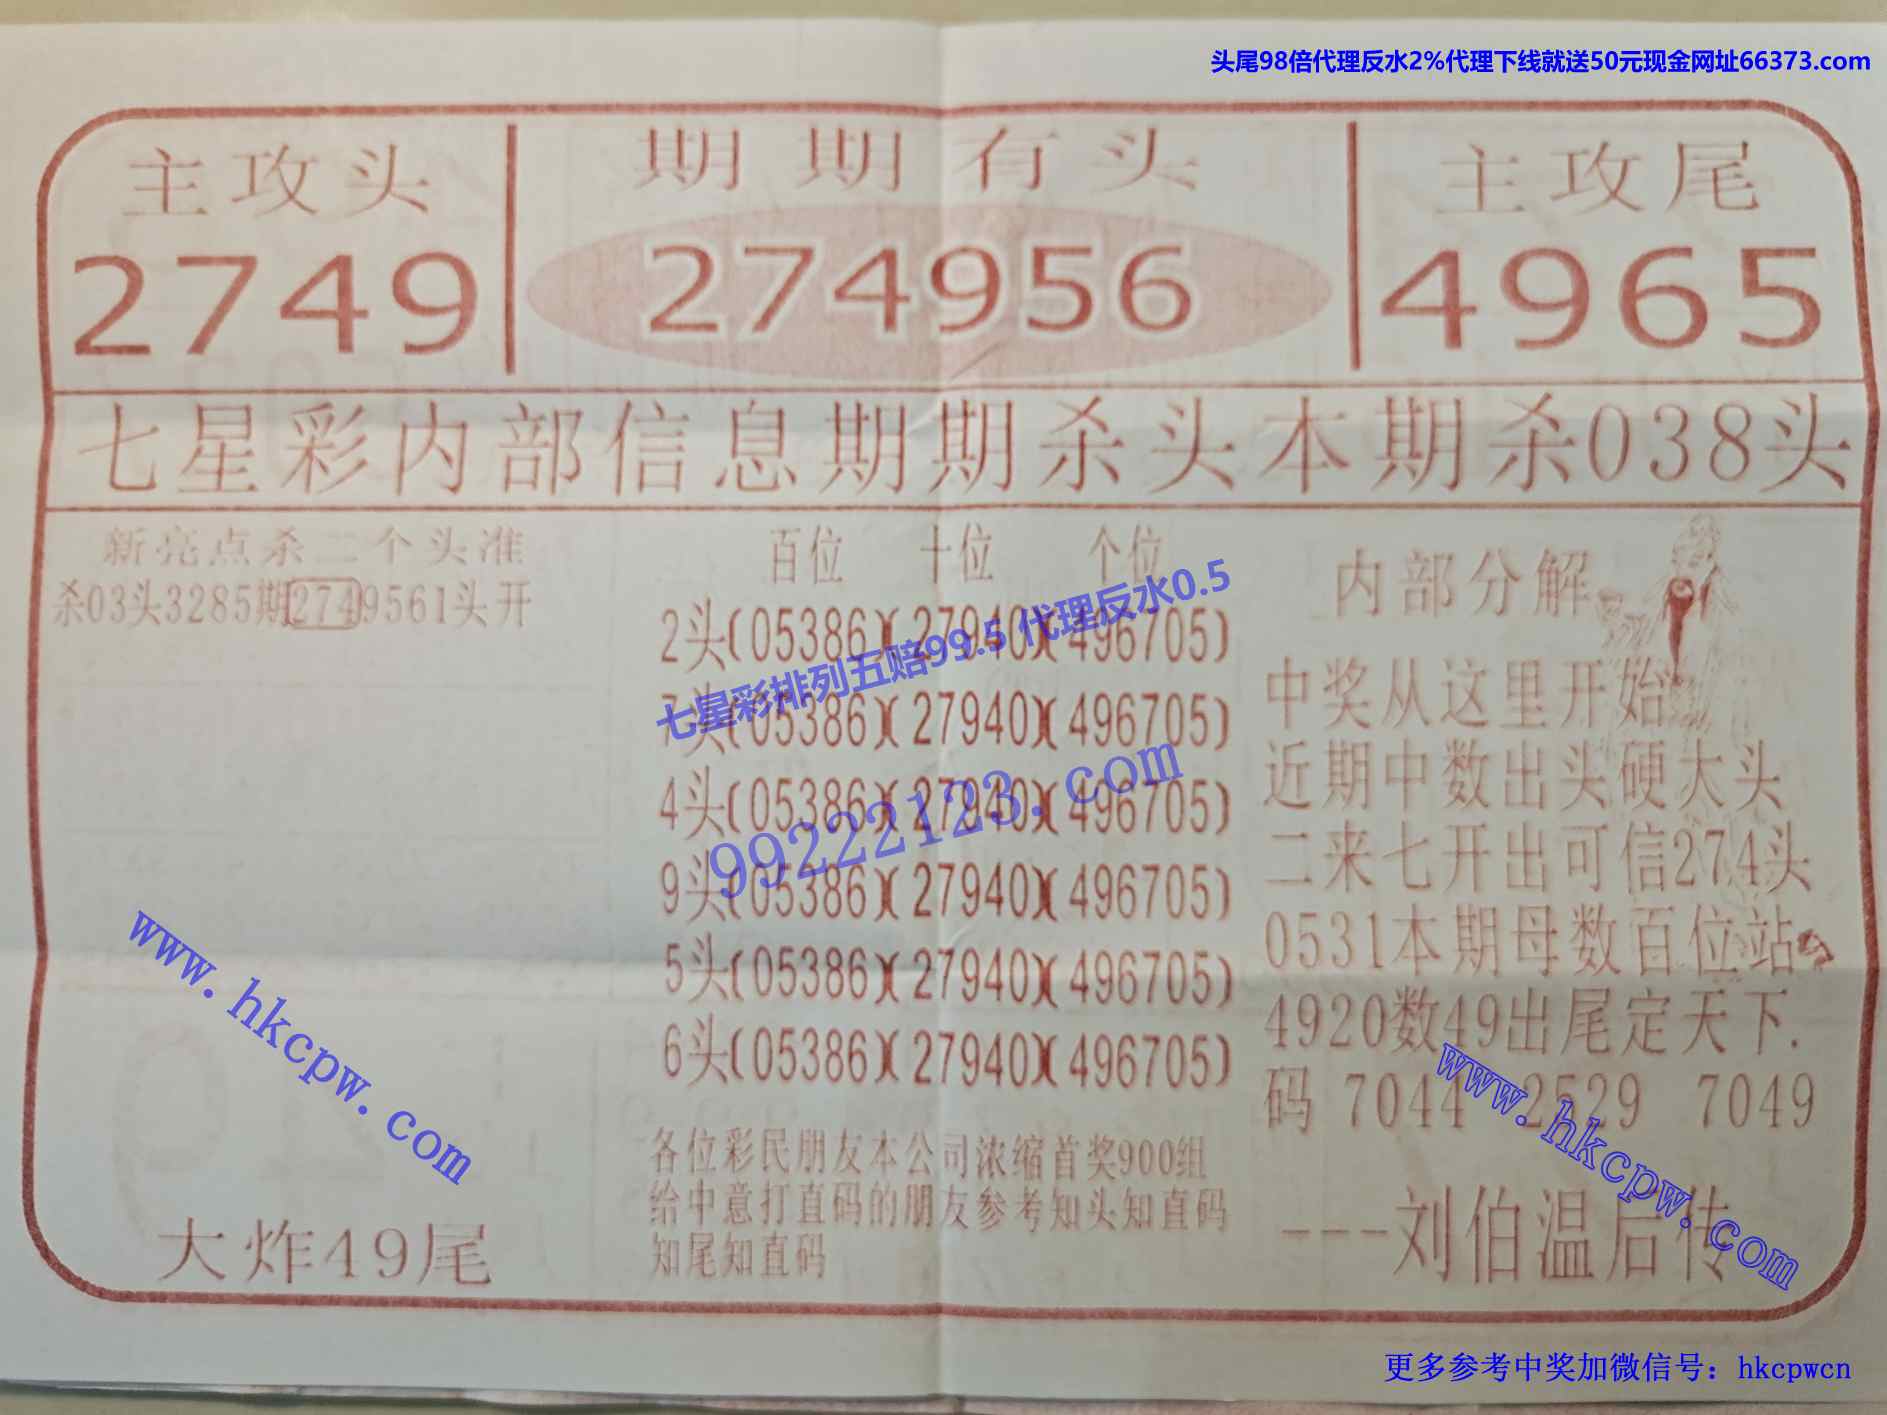 头尾98倍代理反水2%代理下线就送50元现金网址66373.com
主攻头
2749
期期有头
274956
主攻尾
4965
七星彩内部信息期期杀头本期杀038头
新亮点杀二个头准
杀03头3285期2749561头开
百位 十位 个位
2头(05386)(27940)(496705)
7头(05386)(27940)(496705)
4头(05386)(27940)(496705)
9头(05386)(27940)(496705)
5头(05386)(27940)(496705)
6头(05386)(27940)(496705)
七星彩排列五赔99.5 代理反水0.5
99222123.com
各位彩民朋友本公司浓缩首奖900组
给中意打直码的朋友参考知头知直码
知尾知直码
内部分解
中奖从这里开始
近期中数出头硬大头
二来七开出可信274头
0531本期母数百位站
4920数49出尾定天下.
码 7044 2529 7049
---刘伯温后传
大炸49尾
www.hkcpw.com
www.hkcpw.com
更多参考中奖加微信号：hkcpwcn